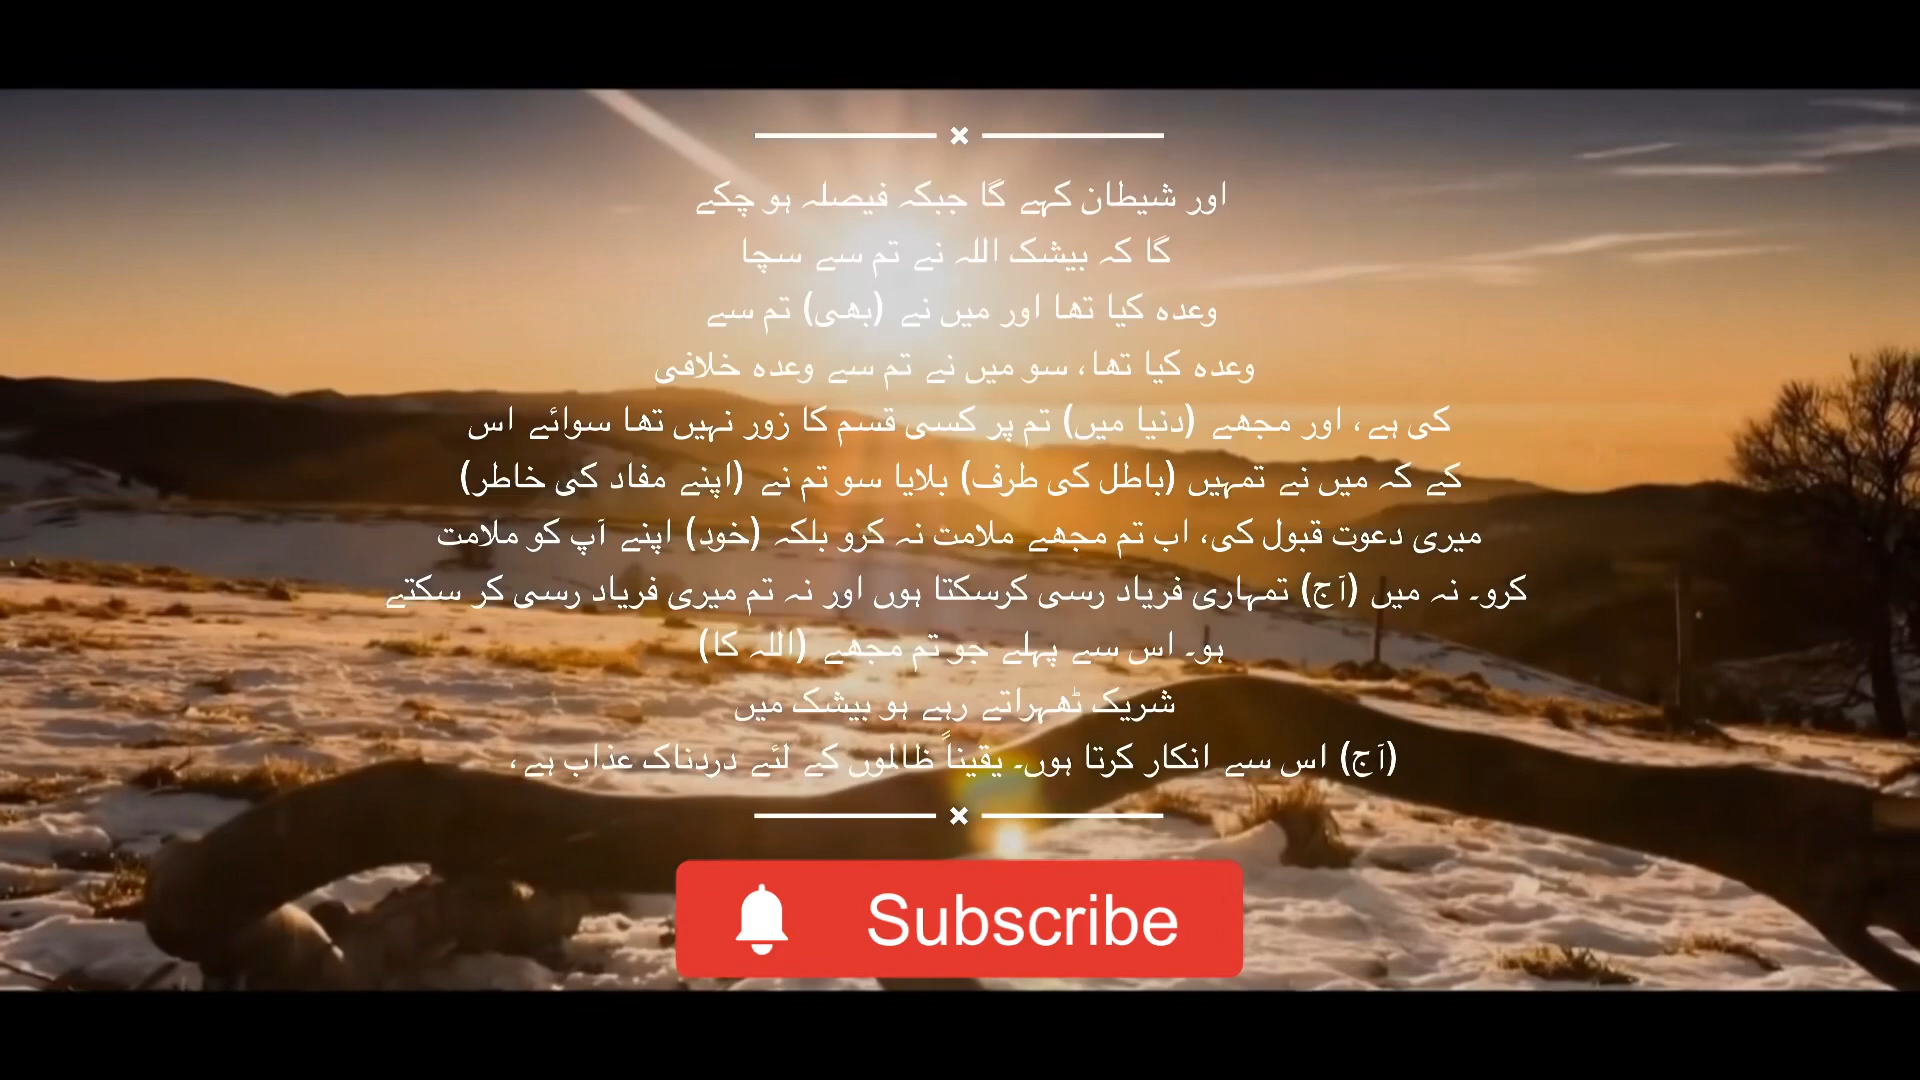 اور شیطان کہے گا جبکہ فیصلہ ہو چکے
گا کہ بیشک اللہ نے تم سے سچا
وعدہ کیا تھا اور میں نے (بھی) تم سے
وعدہ کیا تھا، سو میں نے تم سے وعدہ خلافی
کی ہے، اور مجھے (دنیا میں) تم پر کسی قسم کا زور نہیں تھا سوائے اس
کے کہ میں نے تمہیں (باطل کی طرف) بلایا سو تم نے (اپنے مفاد کی خاطر)
میری دعوت قبول کی، اب تم مجھے ملامت نہ کرو بلکہ (خود) اپنے آپ کو ملامت
کرو۔ نہ میں (آج) تمہاری فریاد رسی کرسکتا ہوں اور نہ تم میری فریاد رسی کر سکتے
ہو۔ اس سے پہلے جو تم مجھے (اللہ کا)
شریک ٹھہراتے رہے ہو بیشک میں
(آج) اس سے انکار کرتا ہوں۔ یقیناً ظالموں کے لئے دردناک عذاب ہے،
Subscribe